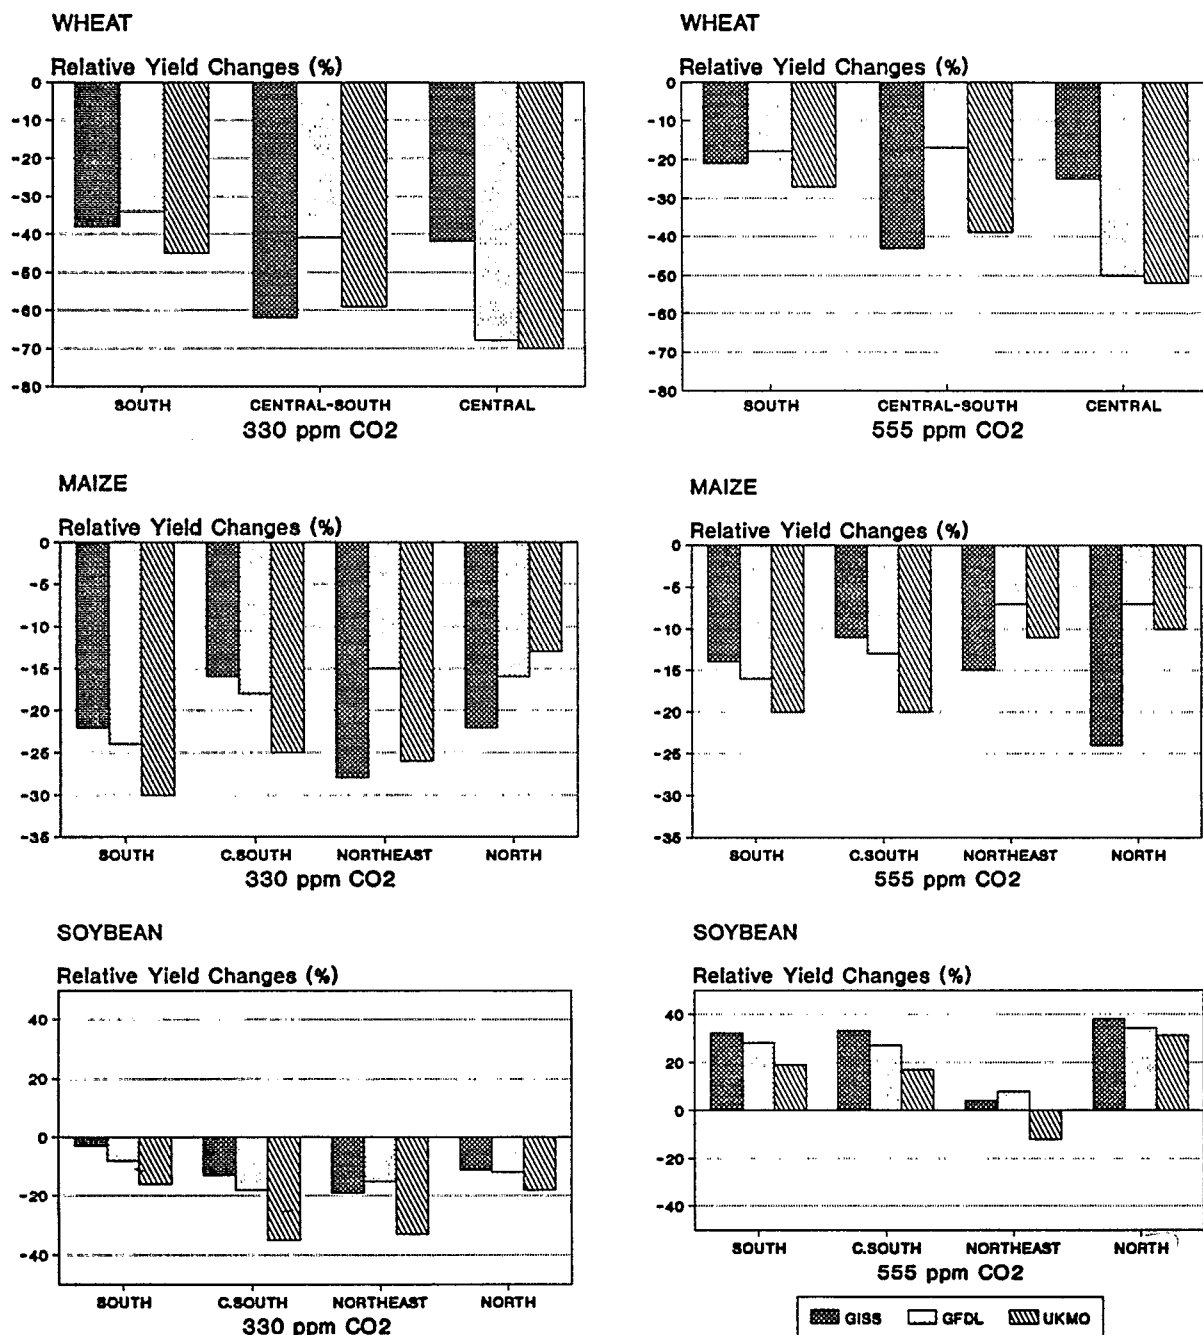 WHEAT
Relative Yield Changes (%)
0
-10
-20
-30
-40
-50
-60
-70
-80
SOUTH CENTRAL-SOUTH CENTRAL
330 ppm CO2
WHEAT
Relative Yield Changes (%)
0
-10
-20
-30
-40
-50
-60
-70
-80
SOUTH CENTRAL-SOUTH CENTRAL
555 ppm CO2
MAIZE
Relative Yield Changes (%)
0
-5
-10
-15
-20
-25
-30
-35
SOUTH C.SOUTH NORTHEAST NORTH
330 ppm CO2
MAIZE
Relative Yield Changes (%)
0
-5
-10
-15
-20
-25
-30
-35
SOUTH C.SOUTH NORTHEAST NORTH
555 ppm CO2
SOYBEAN
Relative Yield Changes (%)
40
20
0
-20
-40
SOUTH C.SOUTH NORTHEAST NORTH
330 ppm CO2
SOYBEAN
Relative Yield Changes (%)
40
20
0
-20
-40
SOUTH C.SOUTH NORTHEAST NORTH
555 ppm CO2
GISS GFDL UKMO